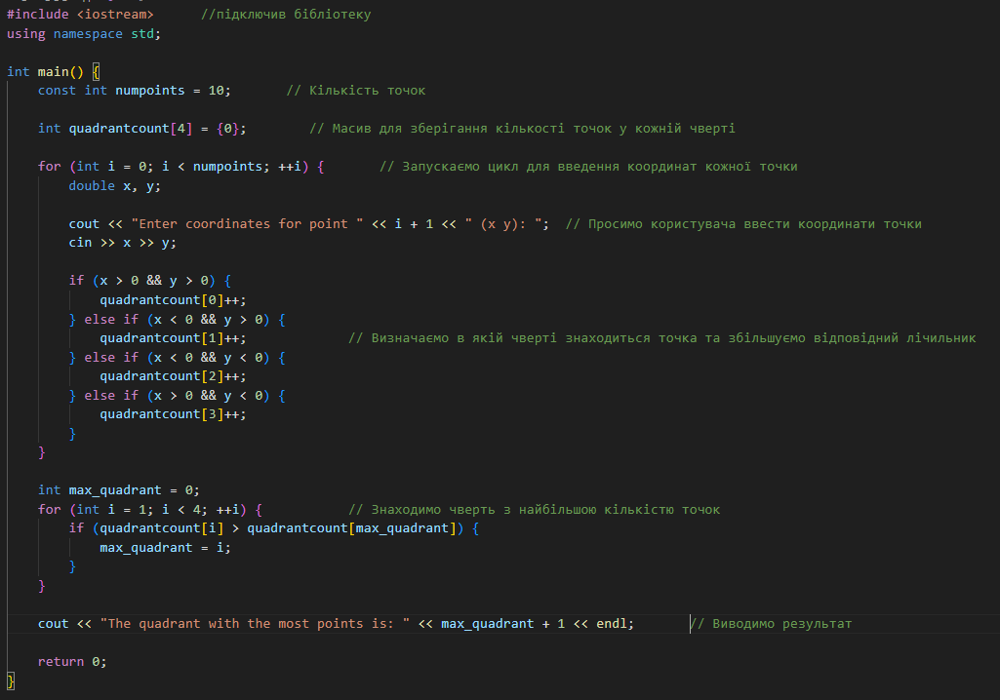 #include <iostream>      //підключив бібліотеку
using namespace std;
int main() {
    const int numpoints = 10;       // Кількість точок
    int quadrantcount[4] = {0};        // Масив для зберігання кількості точок у кожній чверті
    for (int i = 0; i < numpoints; ++i) {       // Запускаємо цикл для введення координат кожної точки
        double x, y;
        cout << "Enter coordinates for point " << i + 1 << " (x y): ";  // Просимо користувача ввести координати точки
        cin >> x >> y;
        if (x > 0 && y > 0) {
            quadrantcount[0]++;
        } else if (x < 0 && y > 0) {
            quadrantcount[1]++;             // Визначаємо в якій чверті знаходиться точка та збільшуємо відповідний лічильник
        } else if (x < 0 && y < 0) {
            quadrantcount[2]++;
        } else if (x > 0 && y < 0) {
            quadrantcount[3]++;
        }
    }
    int max_quadrant = 0;
    for (int i = 1; i < 4; ++i) {           // Знаходимо чверть з найбільшою кількістю точок
        if (quadrantcount[i] > quadrantcount[max_quadrant]) {
            max_quadrant = i;
        }
    }
    cout << "The quadrant with the most points is: " << max_quadrant + 1 << endl;       // Виводимо результат
    return 0;
}